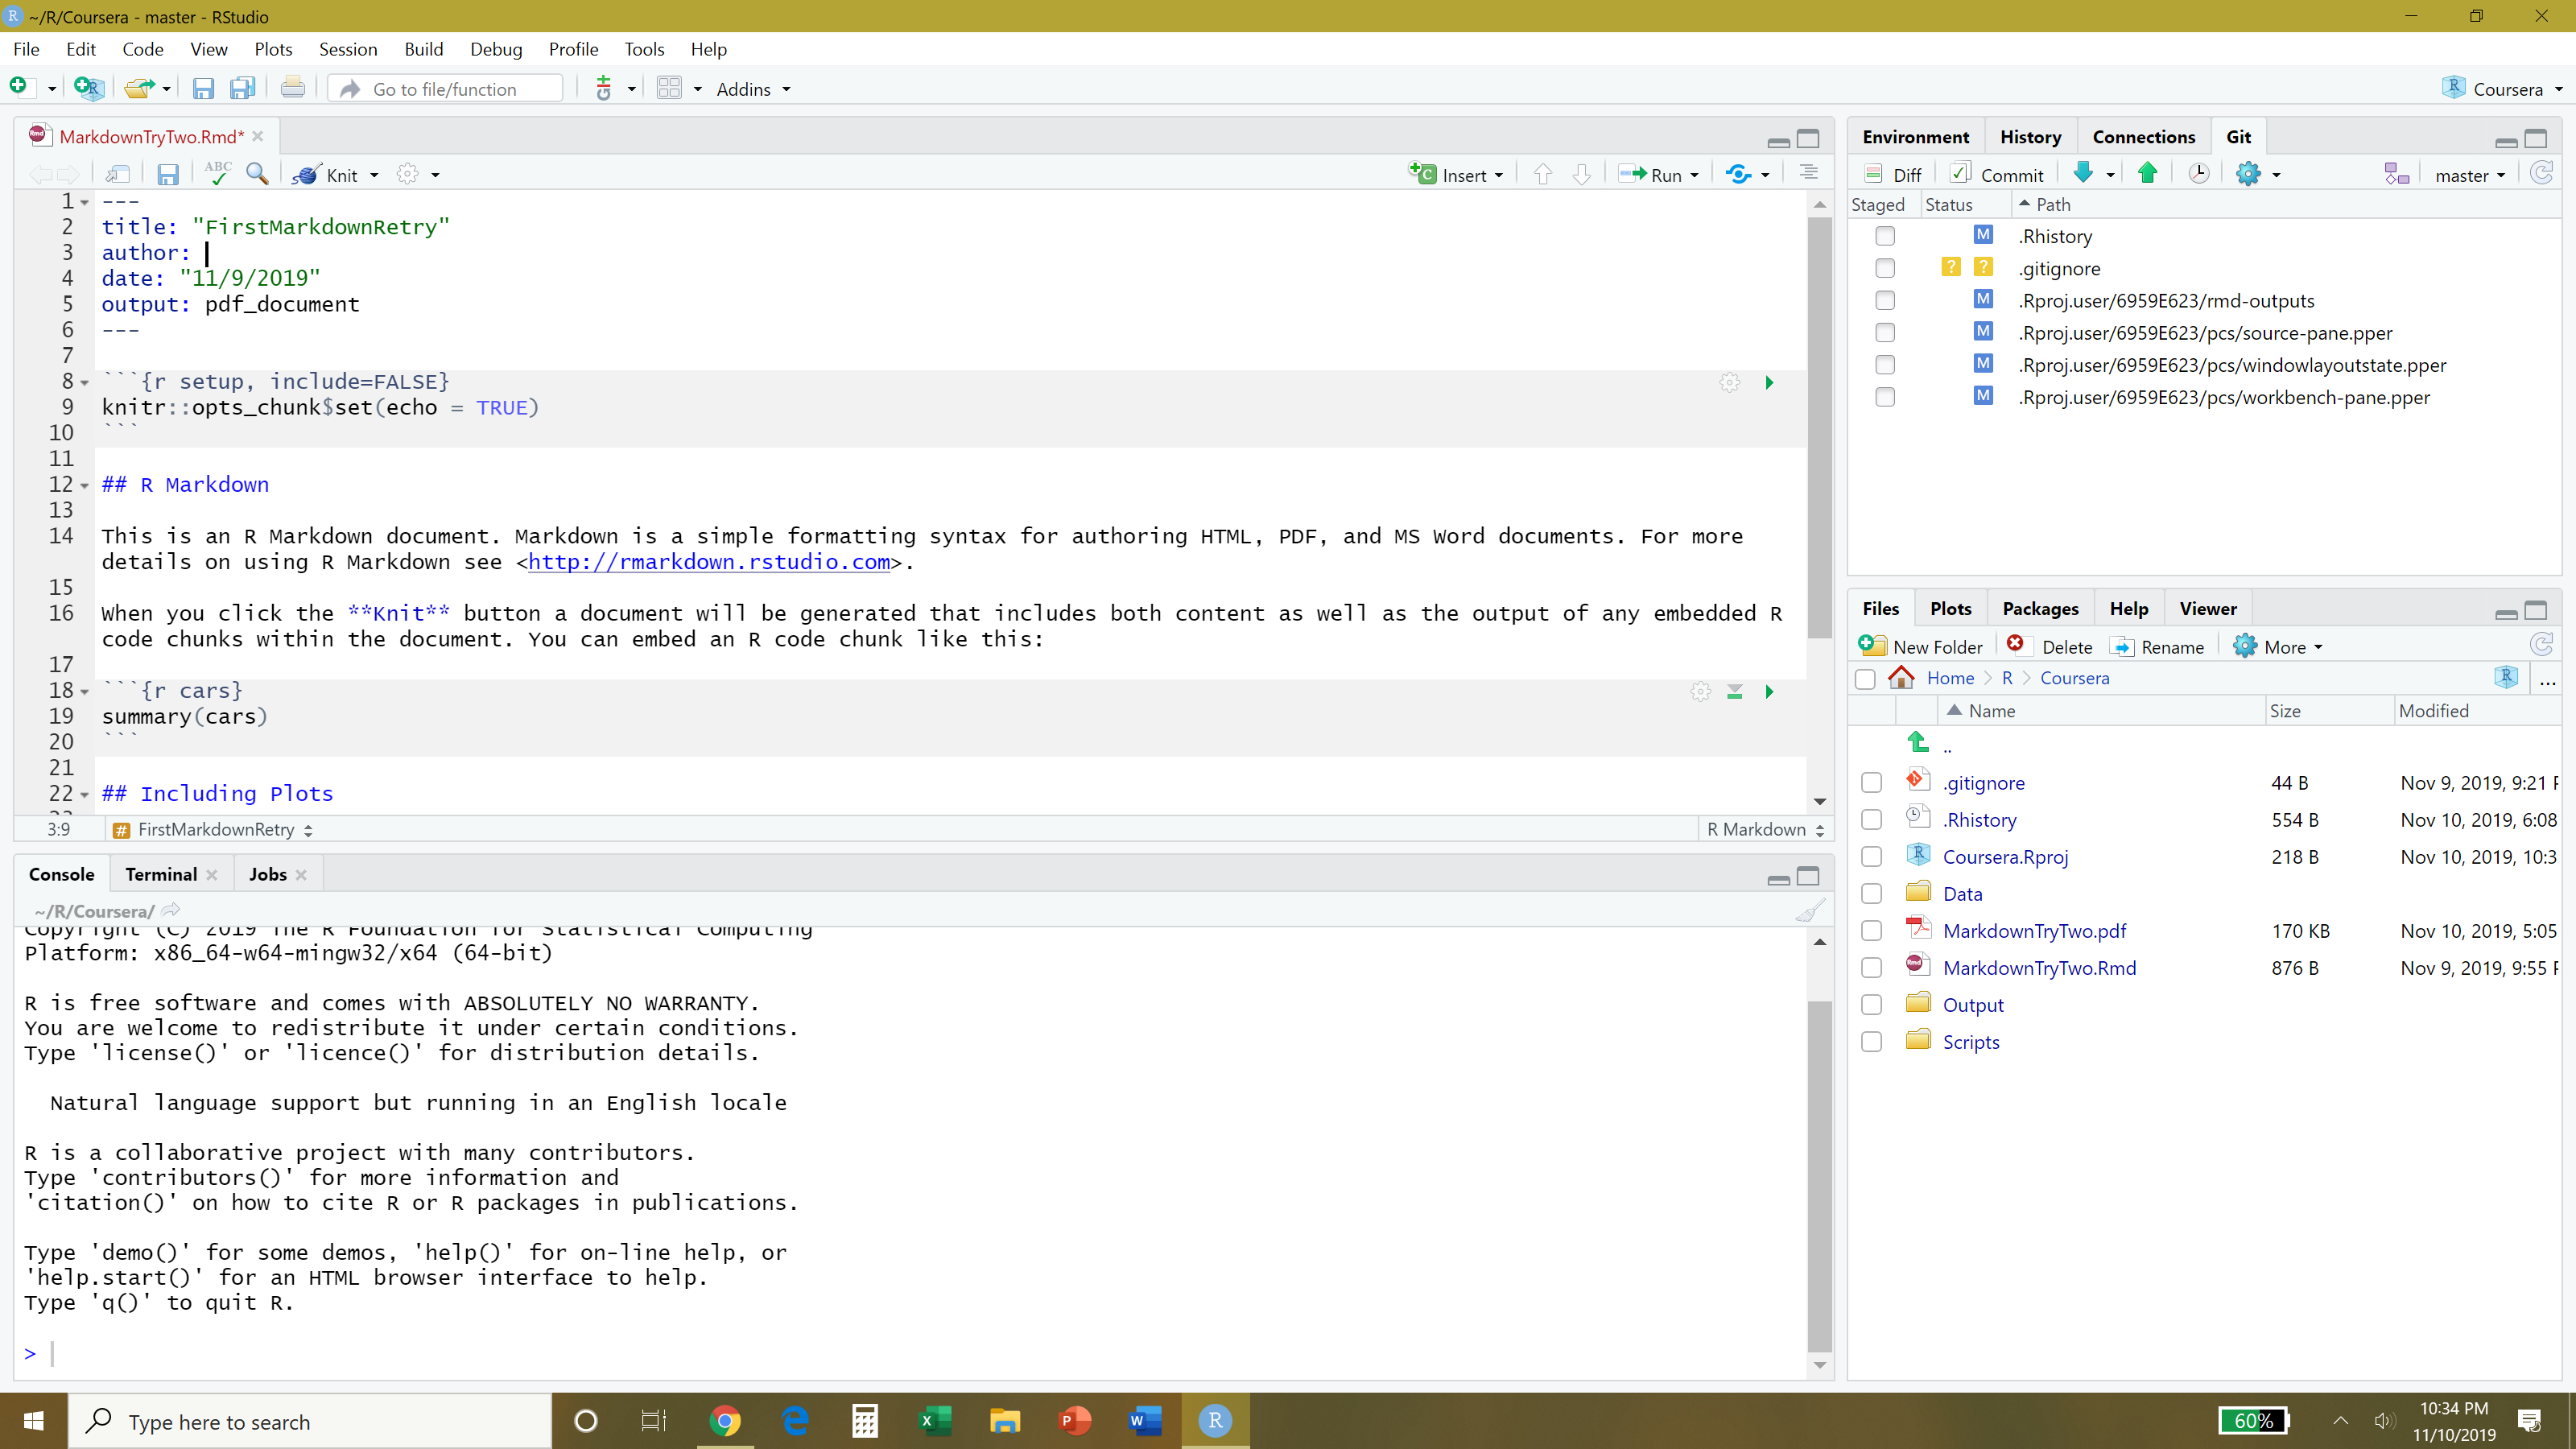 ~/R/Coursera - master - RStudio
File Edit Code View Plots Session Build Debug Profile Tools Help
Go to file/function Addins Coursera
MarkdownTryTwo.Rmd*
ABC Knit Insert Run
1 ---
2 title: "FirstMarkdownRetry"
3 author:
4 date: "11/9/2019"
5 output: pdf_document
6 ---
7
8 ```{r setup, include=FALSE}
9 knitr::opts_chunk$set(echo = TRUE)
10 ```
11
12 ## R Markdown
13
14 This is an R Markdown document. Markdown is a simple formatting syntax for authoring HTML, PDF, and MS Word documents. For more
details on using R Markdown see <http://rmarkdown.rstudio.com>.
15
16 When you click the **Knit** button a document will be generated that includes both content as well as the output of any embedded R
code chunks within the document. You can embed an R code chunk like this:
17
18 ```{r cars}
19 summary(cars)
20 ```
21
22 ## Including Plots
3:9 # FirstMarkdownRetry R Markdown
Console Terminal Jobs
~/R/Coursera/
Copyright (C) 2019 The R Foundation for Statistical Computing
Platform: x86_64-w64-mingw32/x64 (64-bit)
R is free software and comes with ABSOLUTELY NO WARRANTY.
You are welcome to redistribute it under certain conditions.
Type 'license()' or 'licence()' for distribution details.
Natural language support but running in an English locale
R is a collaborative project with many contributors.
Type 'contributors()' for more information and
'citation()' on how to cite R or R packages in publications.
Type 'demo()' for some demos, 'help()' for on-line help, or
'help.start()' for an HTML browser interface to help.
Type 'q()' to quit R.
>
Environment History Connections Git
Diff Commit master
Staged Status Path
M .Rhistory
? ? .gitignore
M .Rproj.user/6959E623/rmd-outputs
M .Rproj.user/6959E623/pcs/source-pane.pper
M .Rproj.user/6959E623/pcs/windowlayoutstate.pper
M .Rproj.user/6959E623/pcs/workbench-pane.pper
Files Plots Packages Help Viewer
New Folder Delete Rename More
Home R Coursera ...
Name Size Modified
..
.gitignore 44 B Nov 9, 2019, 9:21
.Rhistory 554 B Nov 10, 2019, 6:08
Coursera.Rproj 218 B Nov 10, 2019, 10:3
Data
MarkdownTryTwo.pdf 170 KB Nov 10, 2019, 5:05
MarkdownTryTwo.Rmd 876 B Nov 9, 2019, 9:55
Output
Scripts
Type here to search
60%
10:34 PM
11/10/2019